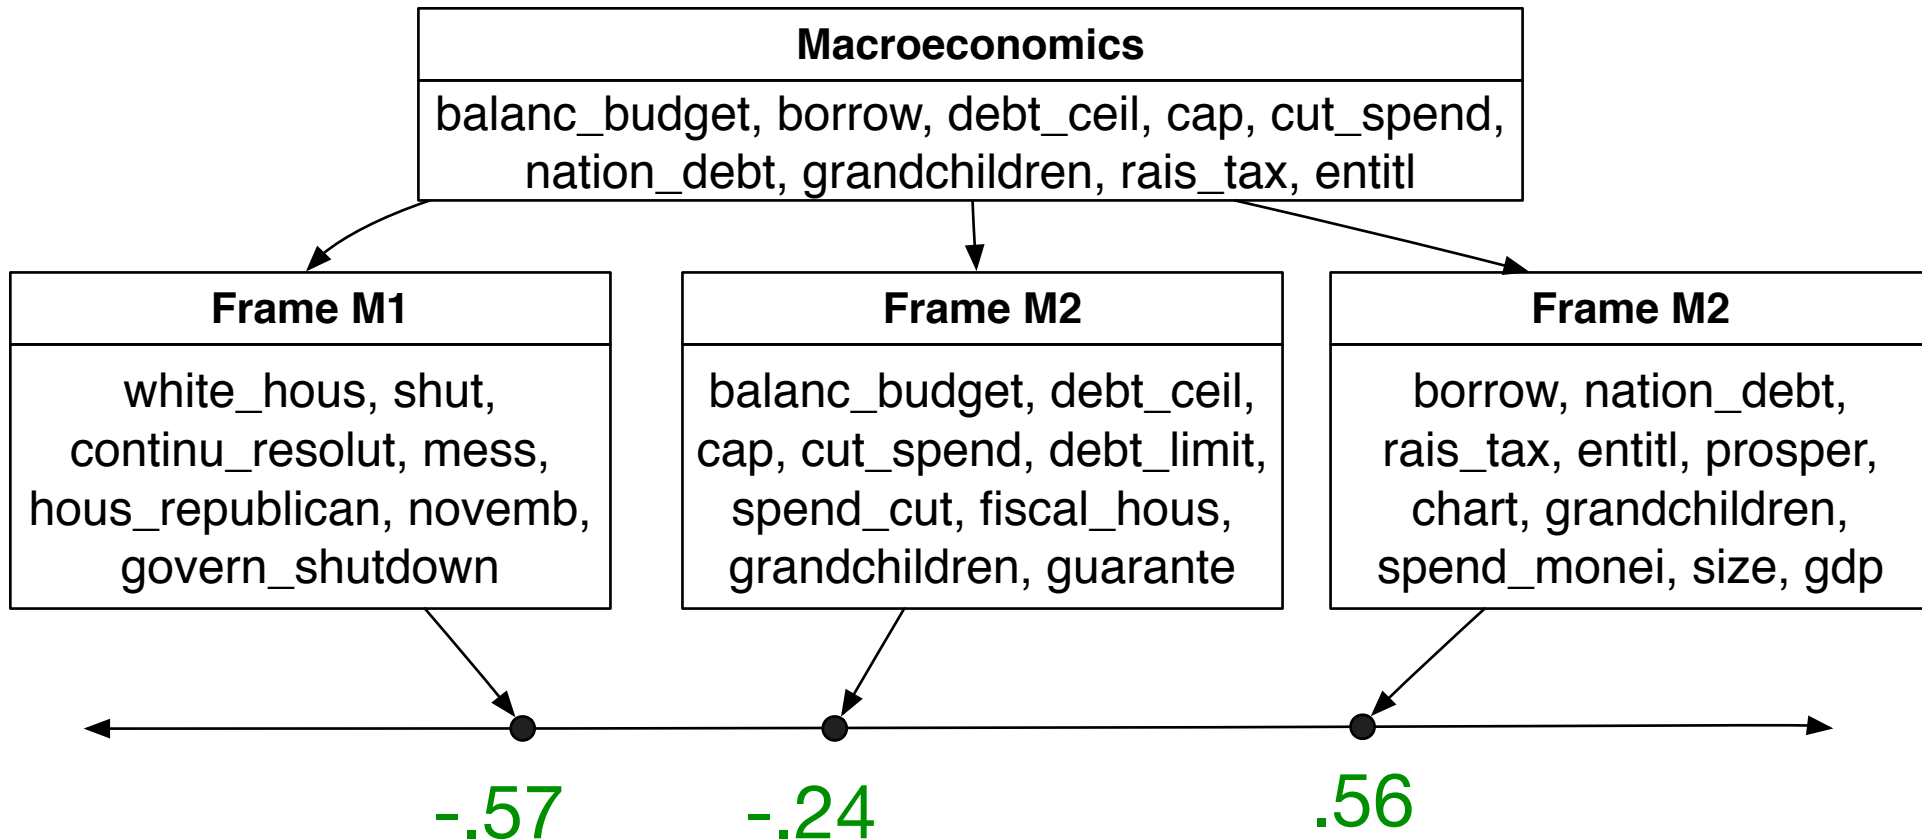 Macroeconomics
balanc_budget, borrow, debt_ceil, cap, cut_spend,
nation_debt, grandchildren, rais_tax, entitl
Frame M1
white_hous, shut,
continu_resolut, mess,
hous_republican, novemb,
govern_shutdown
Frame M2
balanc_budget, debt_ceil,
cap, cut_spend, debt_limit,
spend_cut, fiscal_hous,
grandchildren, guarante
Frame M2
borrow, nation_debt,
rais_tax, entitl, prosper,
chart, grandchildren,
spend_monei, size, gdp
-.57
-.24
.56